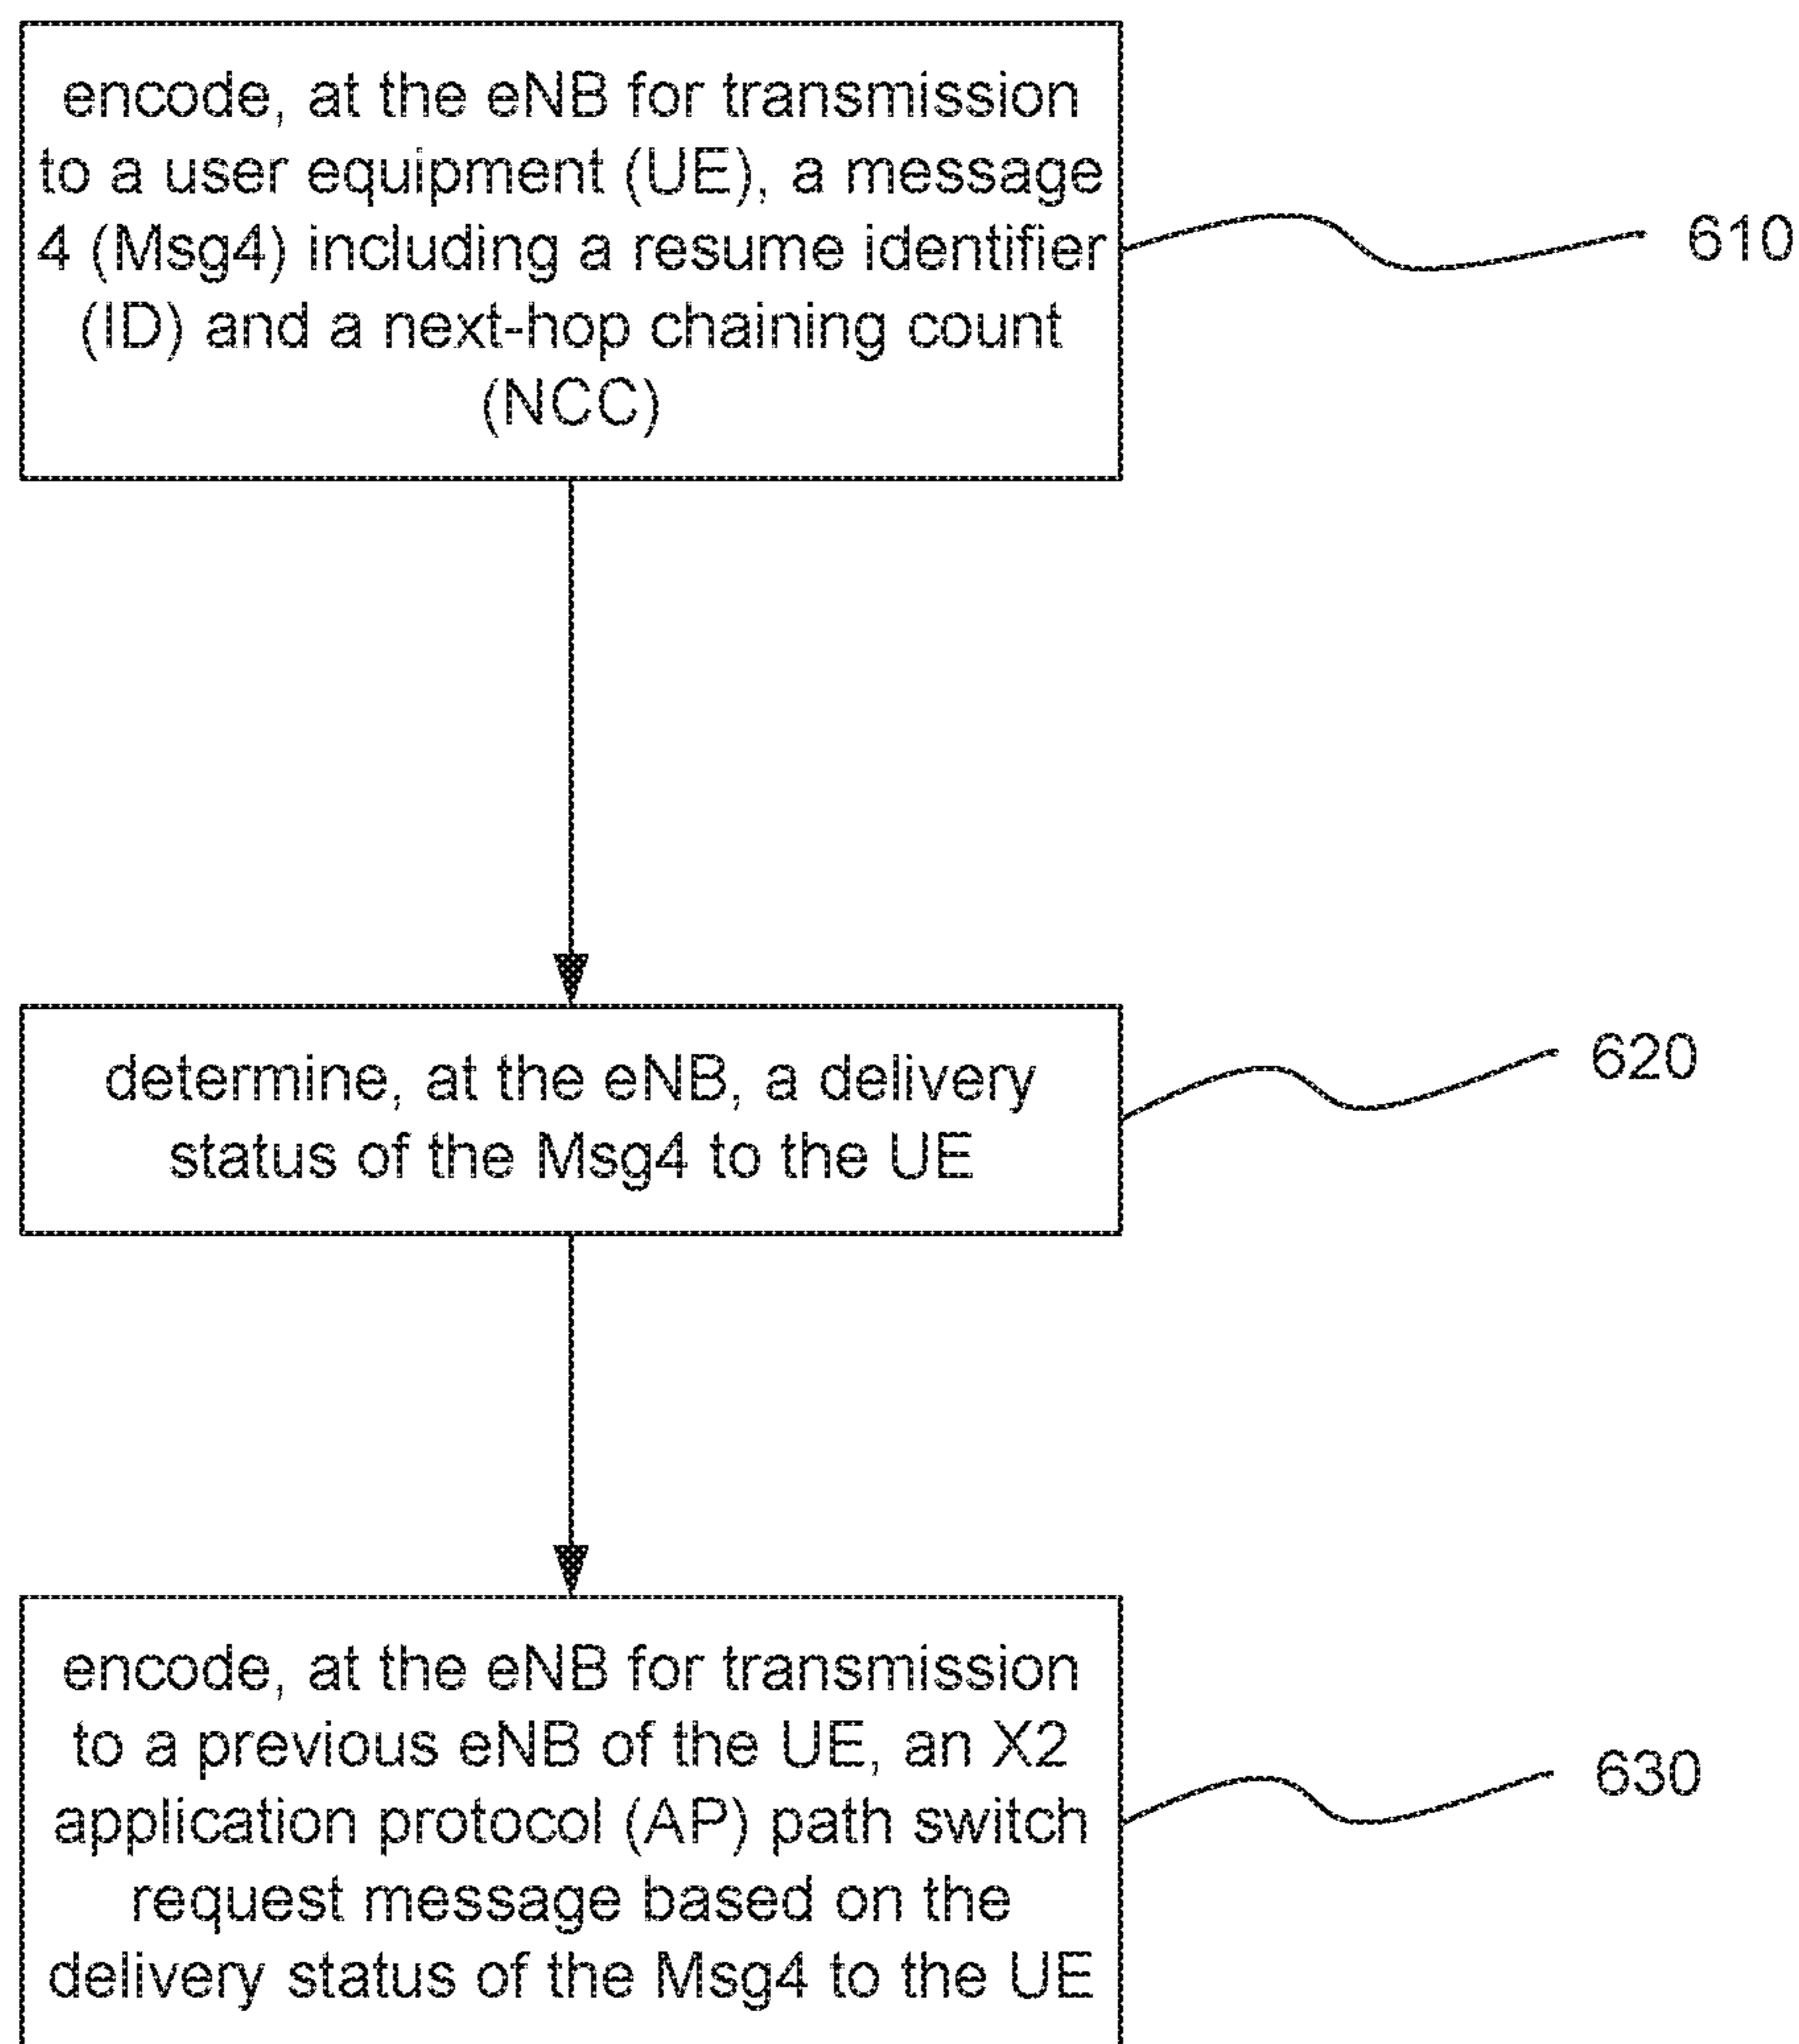 encode, at the eNB for transmission
to a user equipment (UE), a message
4 (Msg4) including a resume identifier
(ID) and a next-hop chaining count
(NCC)
610
determine, at the eNB, a delivery
status of the Msg4 to the UE
620
encode, at the eNB for transmission
to a previous eNB of the UE, an X2
application protocol (AP) path switch
request message based on the
delivery status of the Msg4 to the UE
630